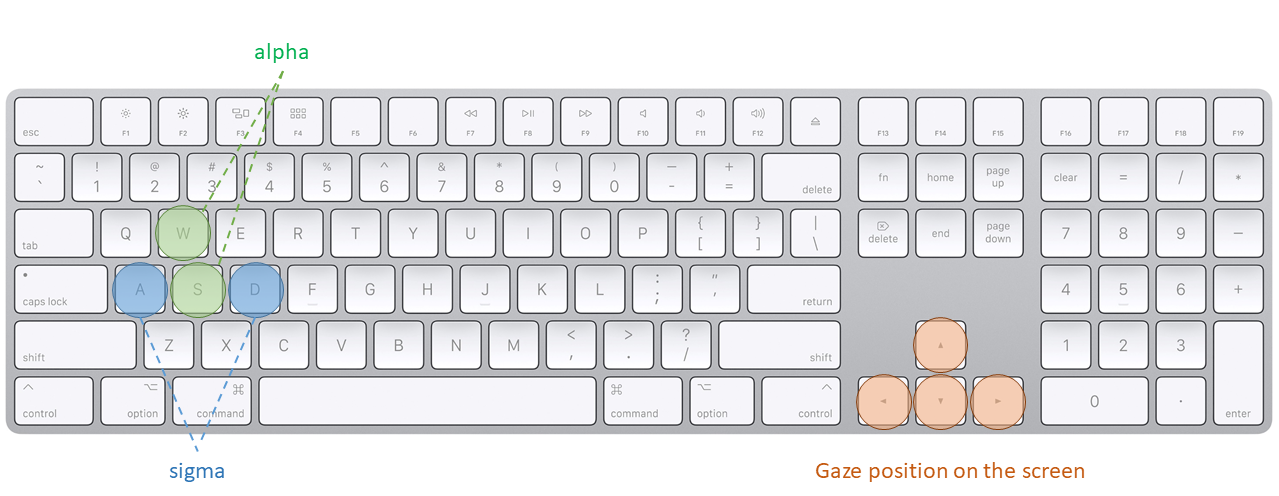 alpha
esc F1 F2 F3 F4 F5 F6 F7 F8 F9 F10 F11 F12 F13 F14 F15 F16 F17 F18 F19
~ ! @ # $ % ^ & * ( ) — +
` 1 2 3 4 5 6 7 8 9 0 - = delete fn home page up clear = / *
tab Q W E R T Y U I O P { [ } ] | \ delete end page down 7 8 9 −
caps lock A S D F G H J K L : ; " ' return 4 5 6 +
shift Z X C V B N M < , > . ? / shift ▲ 1 2 3
^ control ⌥ option ⌘ command ⌘ command ⌥ option ^ control ◄ ▼ ► 0 . enter
sigma
Gaze position on the screen